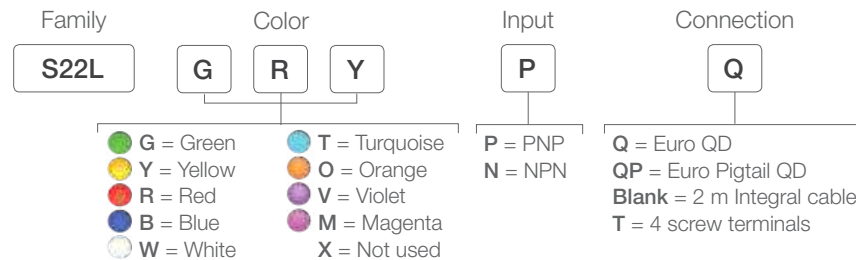 Family Color Input Connection
S22L G R Y P Q
G = Green T = Turquoise P = PNP Q = Euro QD
Y = Yellow O = Orange N = NPN QP = Euro Pigtail QD
R = Red V = Violet Blank = 2 m Integral cable
B = Blue M = Magenta T = 4 screw terminals
W = White X = Not used